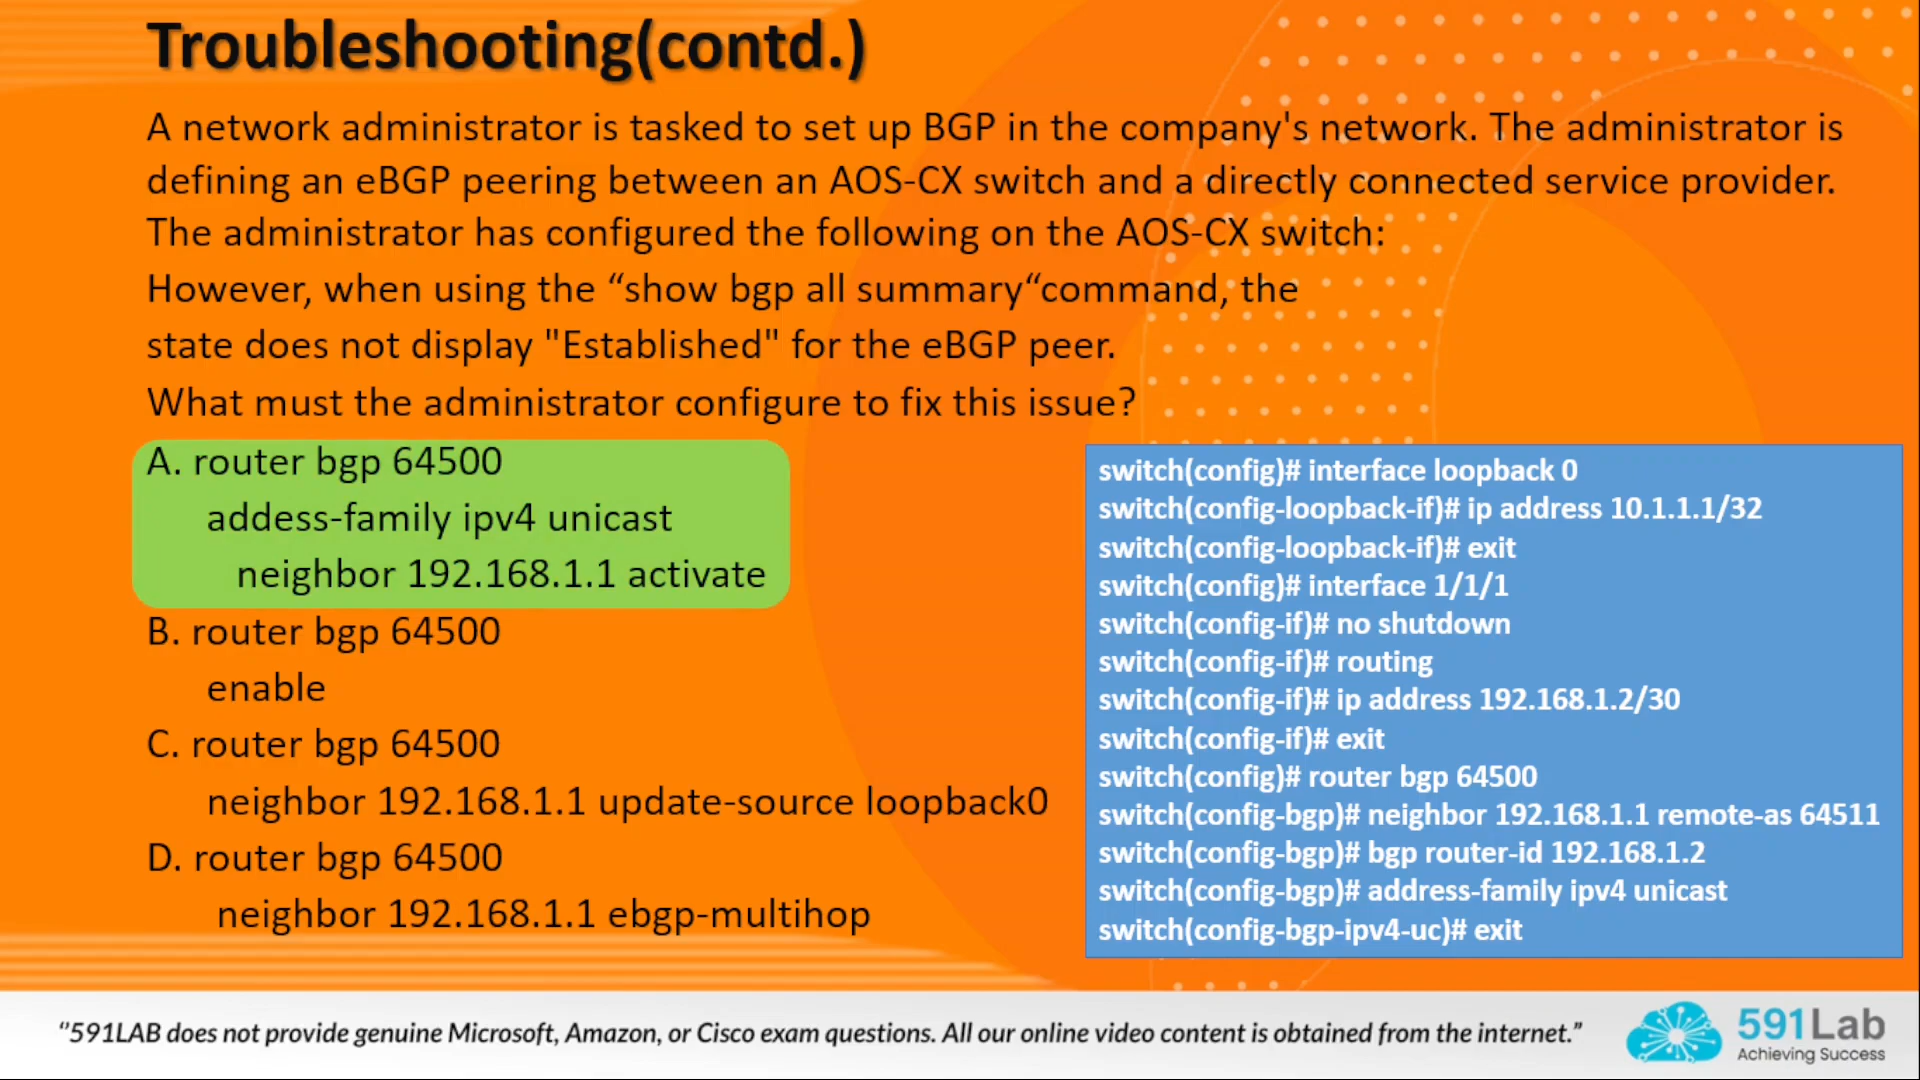 Troubleshooting(contd.)
A network administrator is tasked to set up BGP in the company's network. The administrator is
defining an eBGP peering between an AOS-CX switch and a directly connected service provider.
The administrator has configured the following on the AOS-CX switch:
However, when using the “show bgp all summary“command, the
state does not display "Established" for the eBGP peer.
What must the administrator configure to fix this issue?
A. router bgp 64500
addess-family ipv4 unicast
neighbor 192.168.1.1 activate
B. router bgp 64500
enable
C. router bgp 64500
neighbor 192.168.1.1 update-source loopback0
D. router bgp 64500
neighbor 192.168.1.1 ebgp-multihop
switch(config)# interface loopback 0
switch(config-loopback-if)# ip address 10.1.1.1/32
switch(config-loopback-if)# exit
switch(config)# interface 1/1/1
switch(config-if)# no shutdown
switch(config-if)# routing
switch(config-if)# ip address 192.168.1.2/30
switch(config-if)# exit
switch(config)# router bgp 64500
switch(config-bgp)# neighbor 192.168.1.1 remote-as 64511
switch(config-bgp)# bgp router-id 192.168.1.2
switch(config-bgp)# address-family ipv4 unicast
switch(config-bgp-ipv4-uc)# exit
‘’591LAB does not provide genuine Microsoft, Amazon, or Cisco exam questions. All our online video content is obtained from the internet.”
591Lab
Achieving Success